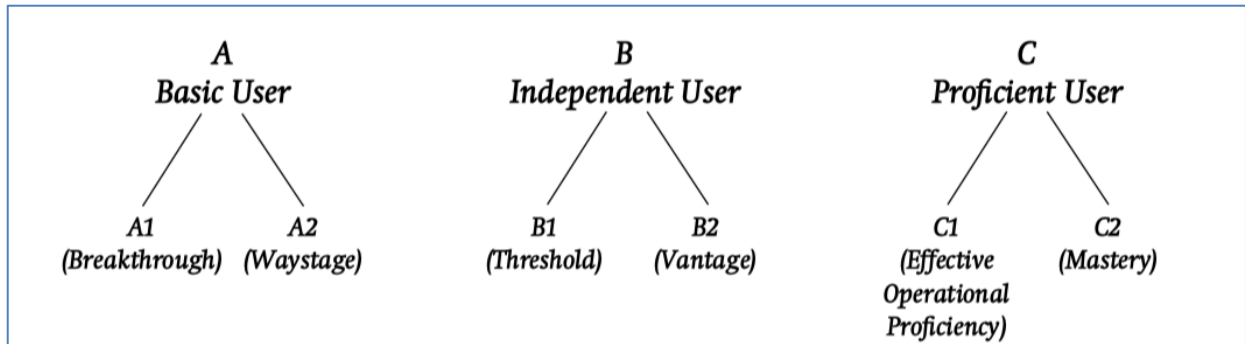 A
Basic User
A1
(Breakthrough)
A2
(Waystage)
B
Independent User
B1
(Threshold)
B2
(Vantage)
C
Proficient User
C1
(Effective
Operational
Proficiency)
C2
(Mastery)